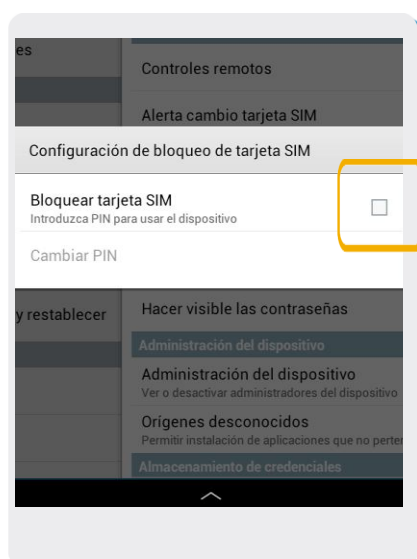 es
Controles remotos
Alerta cambio tarjeta SIM
Configuración de bloqueo de tarjeta SIM
Bloquear tarjeta SIM
Introduzca PIN para usar el dispositivo
Cambiar PIN
y restablecer
Hacer visible las contraseñas
Administración del dispositivo
Administración del dispositivo
Ver o desactivar administradores del dispositivo
Orígenes desconocidos
Permitir instalación de aplicaciones que no perten
Almacenamiento de credenciales